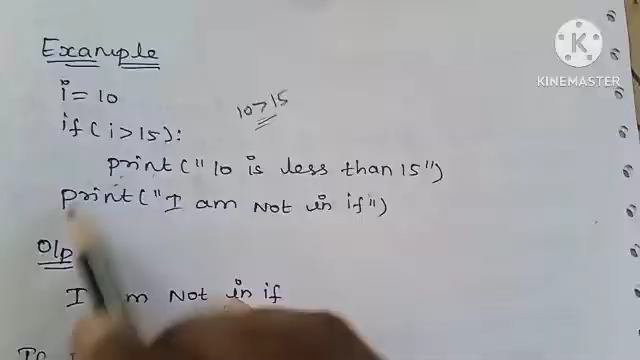 Example
i = 10
10 > 15
if ( i > 15 ):
print(" 10 is less than 15")
print(" I am Not in if")
O/p
I m Not in if
KINEMASTER